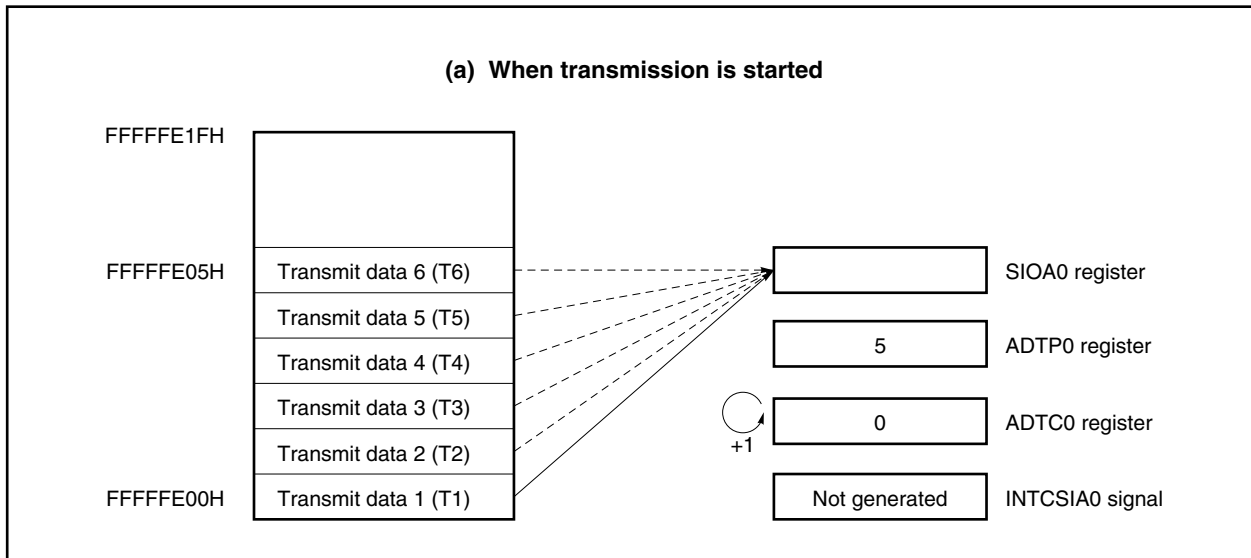 (a) When transmission is started
FFFFFE1FH
FFFFFE05H
Transmit data 6 (T6)
SIOA0 register
Transmit data 5 (T5)
5
ADTP0 register
Transmit data 4 (T4)
Transmit data 3 (T3)
0
ADTC0 register
+1
Transmit data 2 (T2)
FFFFFE00H
Transmit data 1 (T1)
Not generated
INTCSIA0 signal